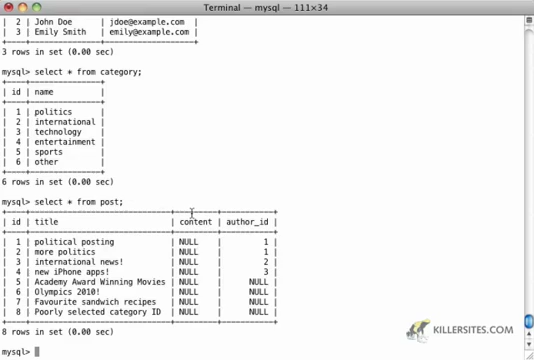 Terminal — mysql — 111×34
|  2 | John Doe    | jdoe@example.com  |
|  3 | Emily Smith | emily@example.com |
+----+-------------+-------------------+
3 rows in set (0.00 sec)
mysql> select * from category;
+----+---------------+
| id | name          |
+----+---------------+
|  1 | politics      |
|  2 | international |
|  3 | technology    |
|  4 | entertainment |
|  5 | sports        |
|  6 | other         |
+----+---------------+
6 rows in set (0.00 sec)
mysql> select * from post;
+----+------------------------------+---------+-----------+
| id | title                        | content | author_id |
+----+------------------------------+---------+-----------+
|  1 | political posting            | NULL    |         1 |
|  2 | more politics                | NULL    |         1 |
|  3 | international news!          | NULL    |         2 |
|  4 | new iPhone apps!             | NULL    |         3 |
|  5 | Academy Award Winning Movies | NULL    |      NULL |
|  6 | Olympics 2010!               | NULL    |      NULL |
|  7 | Favourite sandwich recipes   | NULL    |      NULL |
|  8 | Poorly selected category ID  | NULL    |      NULL |
+----+------------------------------+---------+-----------+
8 rows in set (0.00 sec)
KILLERSITES.COM
mysql>